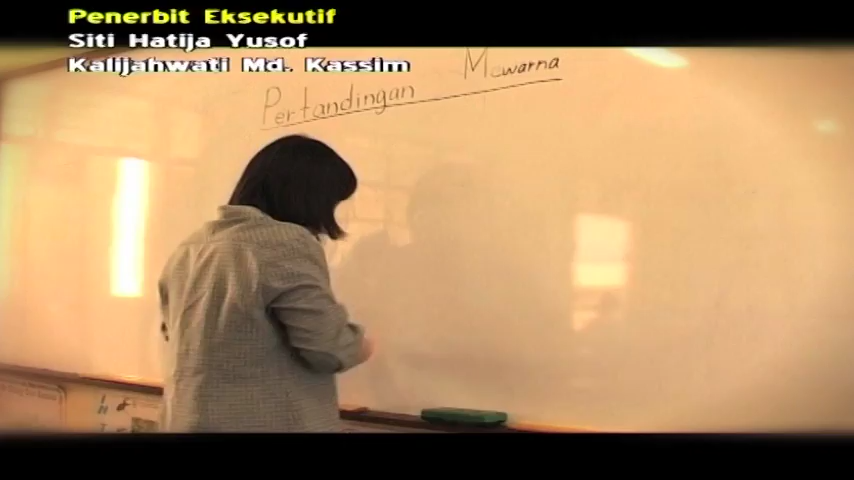 Penerbit Eksekutif
Siti Hatija Yusof
Kalijahwati Md. Kassim
Pertandingan Mewarna